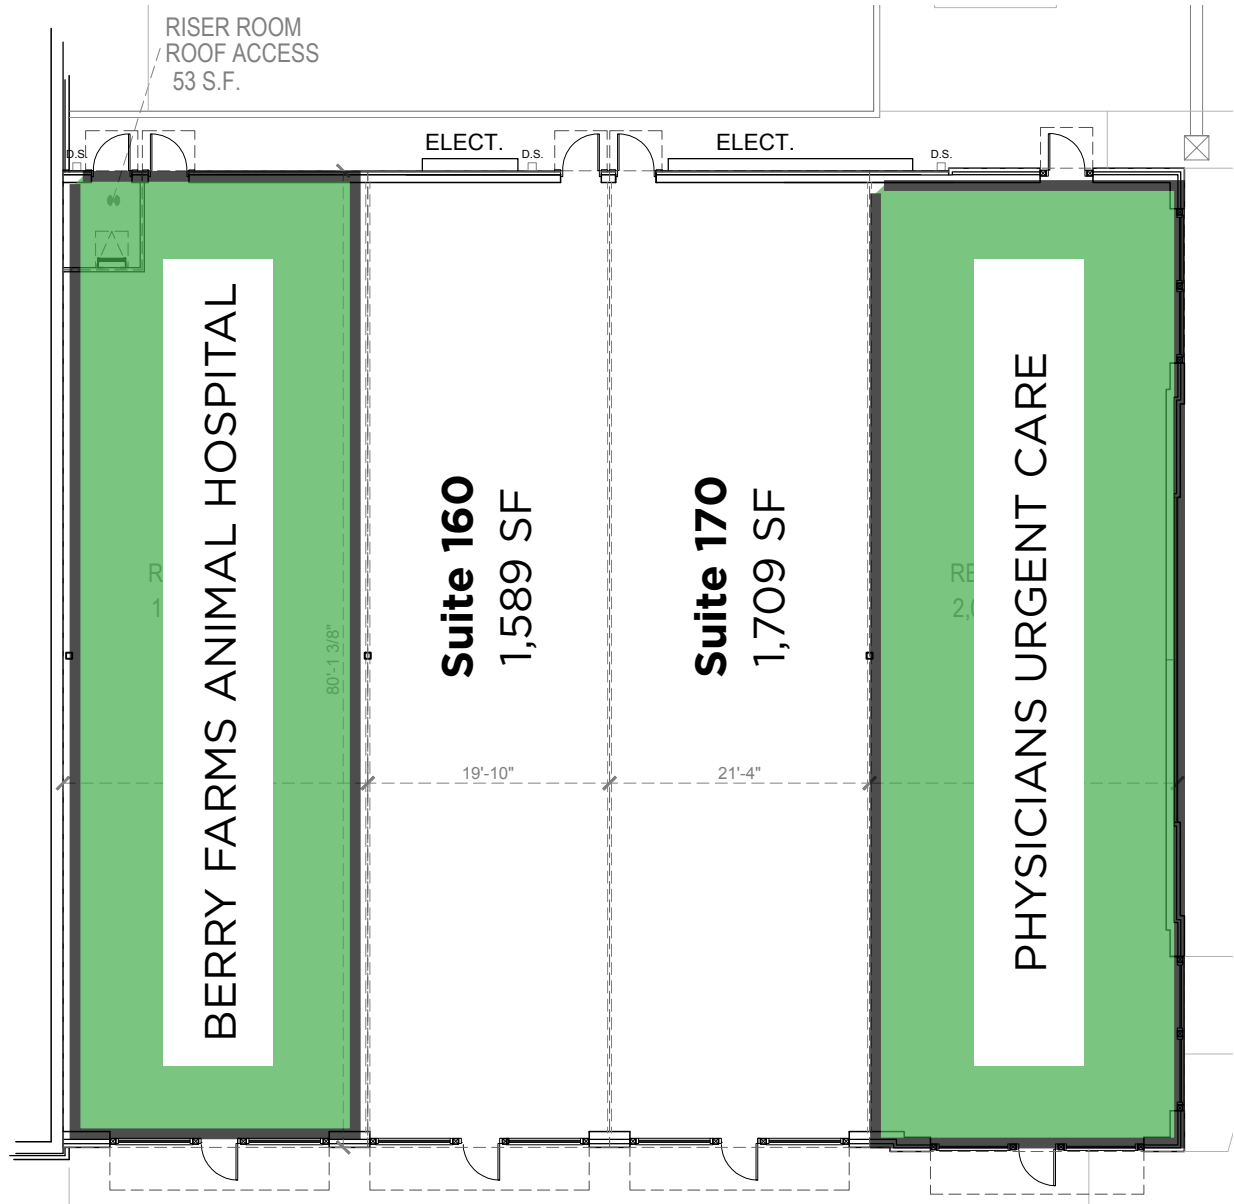 RISER ROOM
ROOF ACCESS
53 S.F.
D.S.
ELECT.
D.S.
ELECT.
D.S.
BERRY FARMS ANIMAL HOSPITAL
80'-1 3/8"
Suite 160
1,589 SF
Suite 170
1,709 SF
PHYSICIANS URGENT CARE
19'-10"
21'-4"